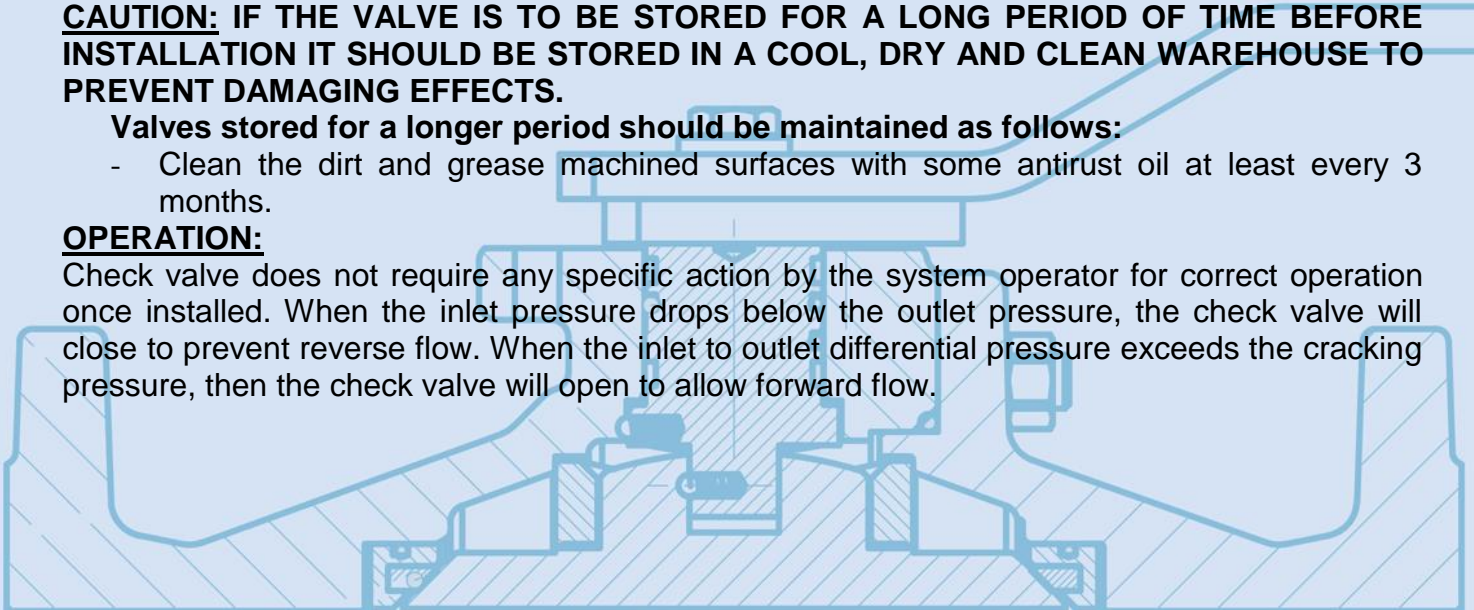 CAUTION: IF THE VALVE IS TO BE STORED FOR A LONG PERIOD OF TIME BEFORE
INSTALLATION IT SHOULD BE STORED IN A COOL, DRY AND CLEAN WAREHOUSE TO
PREVENT DAMAGING EFFECTS.
Valves stored for a longer period should be maintained as follows:
- Clean the dirt and grease machined surfaces with some antirust oil at least every 3
months.
OPERATION:
Check valve does not require any specific action by the system operator for correct operation
once installed. When the inlet pressure drops below the outlet pressure, the check valve will
close to prevent reverse flow. When the inlet to outlet differential pressure exceeds the cracking
pressure, then the check valve will open to allow forward flow.